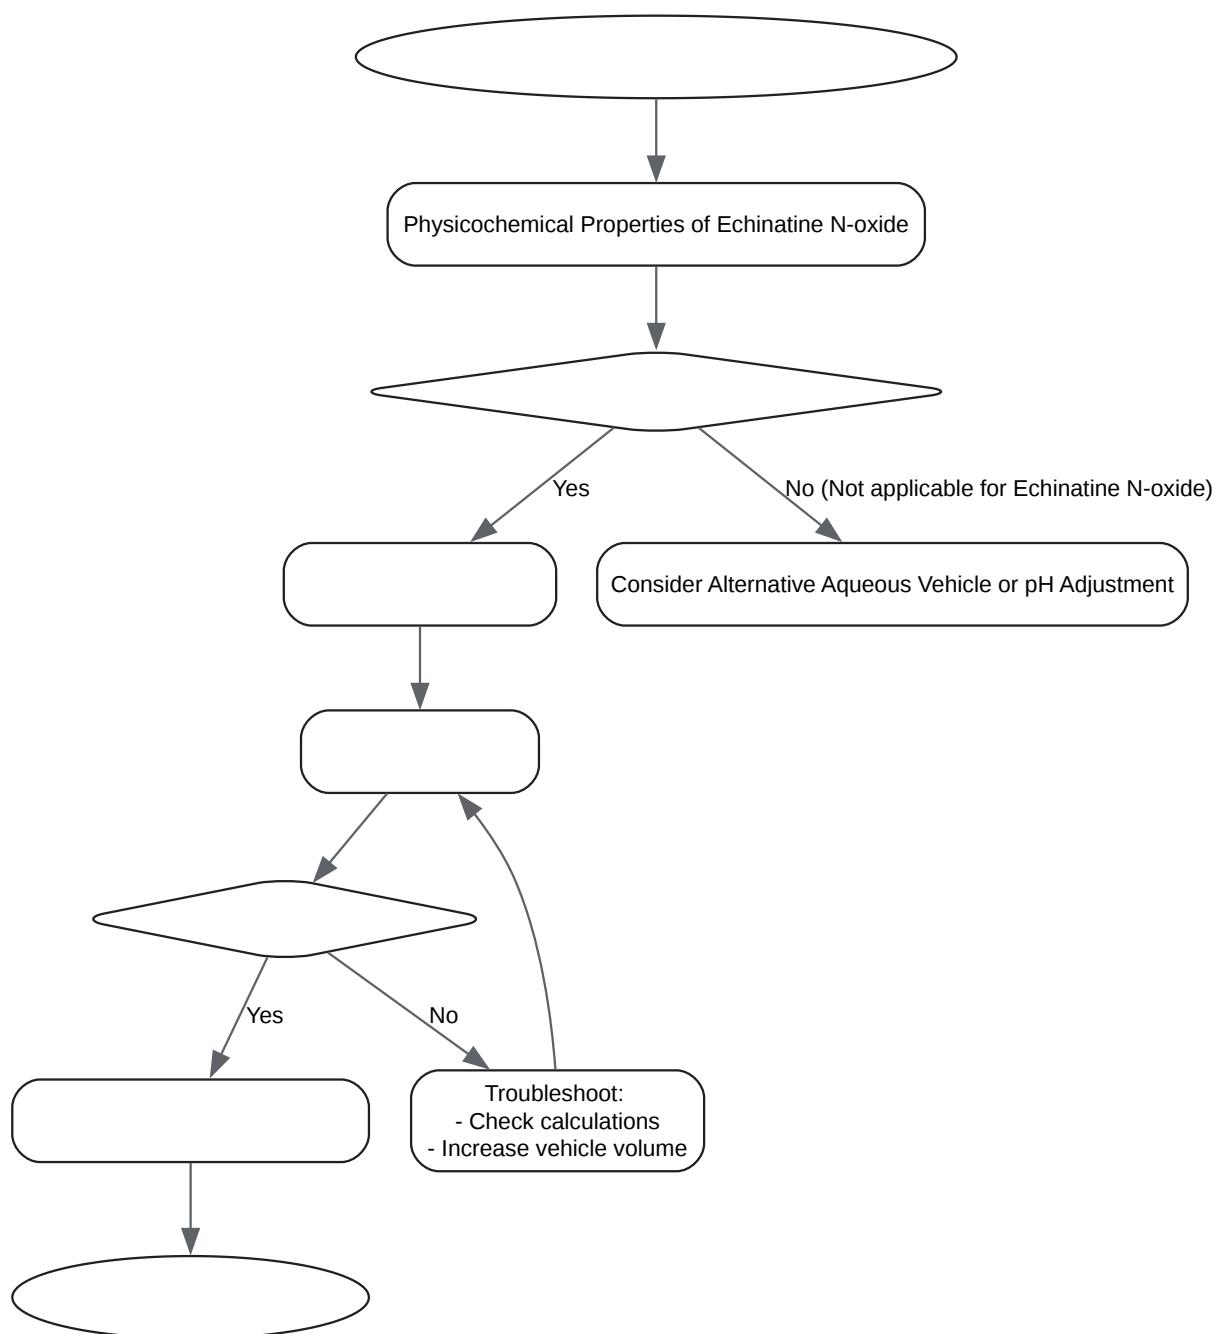 Physicochemical Properties of Echinatine N-oxide
Yes
No (Not applicable for Echinatine N-oxide)
Consider Alternative Aqueous Vehicle or pH Adjustment
Yes
No
Troubleshoot:
- Check calculations
- Increase vehicle volume